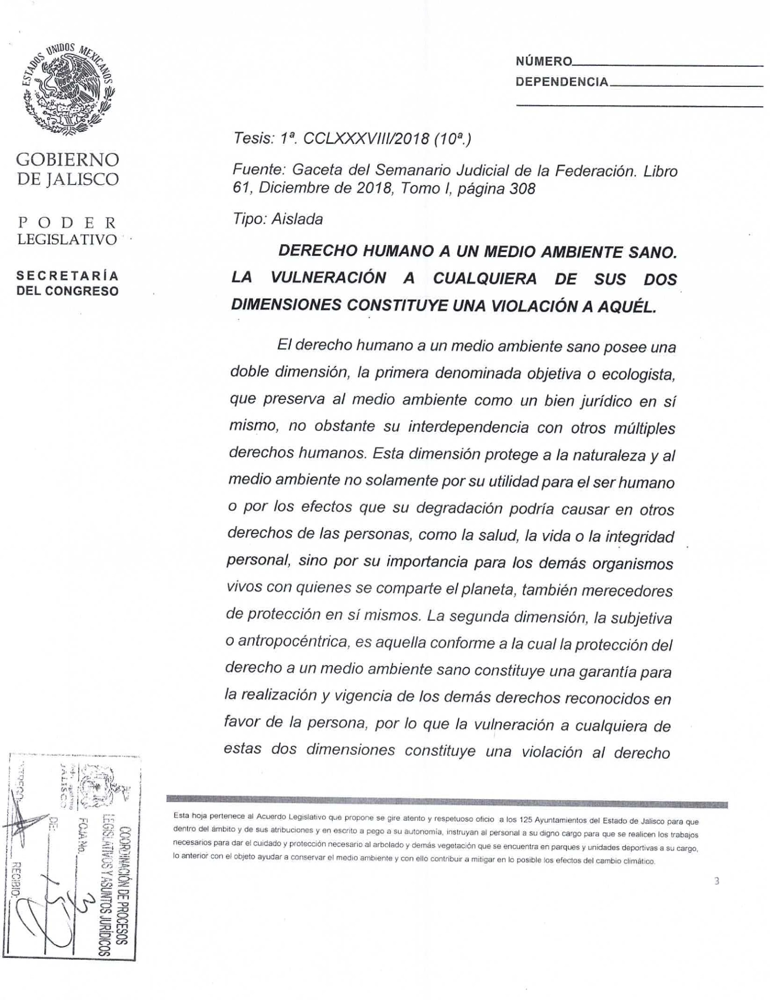 ESTADOS UNIDOS MEXICANOS
GOBIERNO
DE JALISCO
PODER
LEGISLATIVO
SECRETARÍA
DEL CONGRESO
NÚMERO
DEPENDENCIA
Tesis: 1ª. CCLXXXVIII/2018 (10ª.)
Fuente: Gaceta del Semanario Judicial de la Federación. Libro
61, Diciembre de 2018, Tomo I, página 308
Tipo: Aislada
DERECHO HUMANO A UN MEDIO AMBIENTE SANO.
LA VULNERACIÓN A CUALQUIERA DE SUS DOS
DIMENSIONES CONSTITUYE UNA VIOLACIÓN A AQUÉL.
El derecho humano a un medio ambiente sano posee una
doble dimensión, la primera denominada objetiva o ecologista,
que preserva al medio ambiente como un bien jurídico en sí
mismo, no obstante su interdependencia con otros múltiples
derechos humanos. Esta dimensión protege a la naturaleza y al
medio ambiente no solamente por su utilidad para el ser humano
o por los efectos que su degradación podría causar en otros
derechos de las personas, como la salud, la vida o la integridad
personal, sino por su importancia para los demás organismos
vivos con quienes se comparte el planeta, también merecedores
de protección en sí mismos. La segunda dimensión, la subjetiva
o antropocéntrica, es aquella conforme a la cual la protección del
derecho a un medio ambiente sano constituye una garantía para
la realización y vigencia de los demás derechos reconocidos en
favor de la persona, por lo que la vulneración a cualquiera de
estas dos dimensiones constituye una violación al derecho
JALISCO
COORDINACIÓN DE PROCESOS
LEGISLATIVOS Y ASUNTOS JURÍDICOS
FOJA No. 3
DE: 15
RECIBIO:
Esta hoja pertenece al Acuerdo Legislativo que propone se gire atento y respetuoso oficio a los 125 Ayuntamientos del Estado de Jalisco para que
dentro del ámbito y de sus atribuciones y en escrito a pego a su autonomía, instruyan al personal a su digno cargo para que se realicen los trabajos
necesarios para dar el cuidado y protección necesario al arbolado y demás vegetación que se encuentra en parques y unidades deportivas a su cargo,
lo anterior con el objeto ayudar a conservar el medio ambiente y con ello contribuir a mitigar en lo posible los efectos del cambio climático.
3